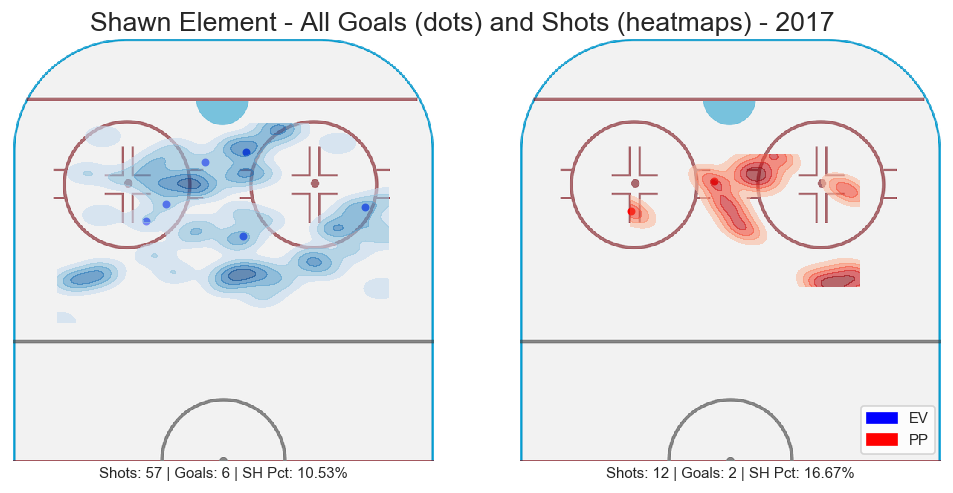 Shawn Element - All Goals (dots) and Shots (heatmaps) - 2017
EV
PP
Shots: 57 | Goals: 6 | SH Pct: 10.53%
Shots: 12 | Goals: 2 | SH Pct: 16.67%